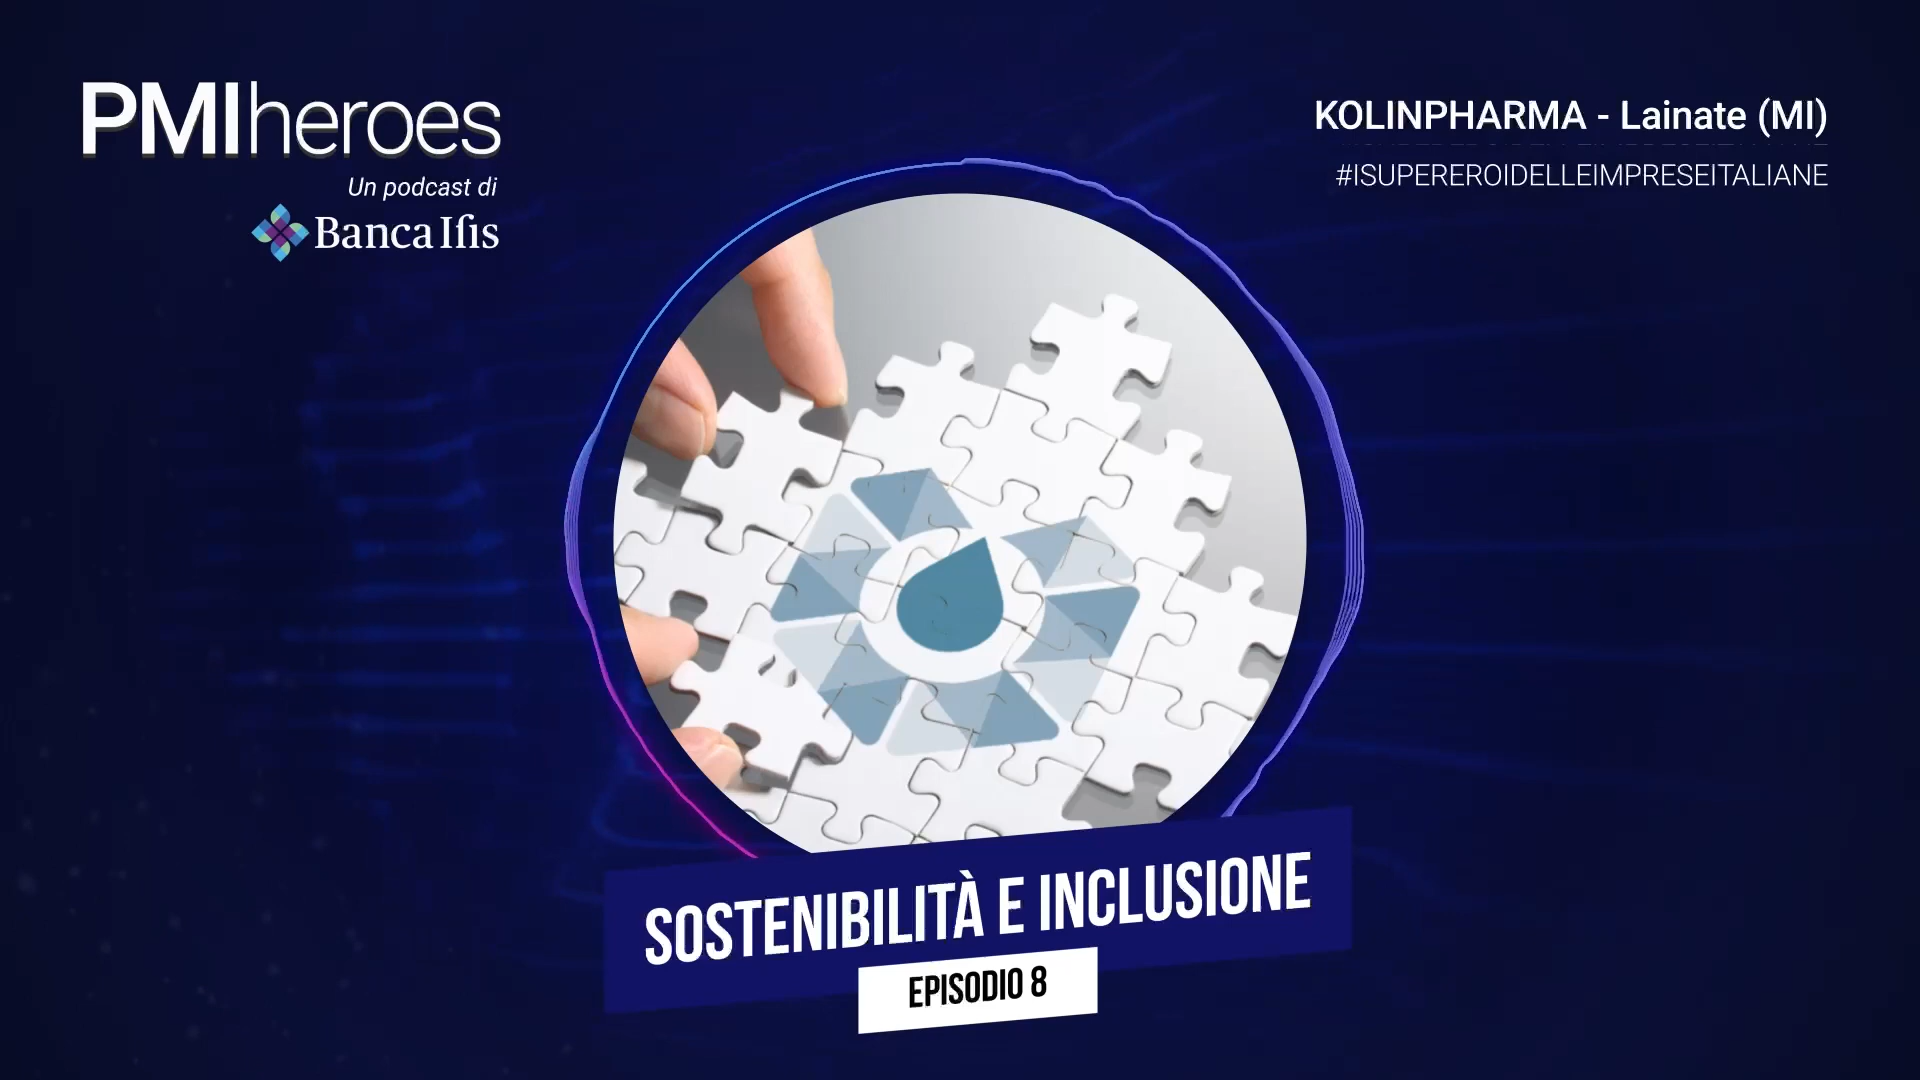 PMIheroes
Un podcast di
Banca Ifis
KOLINPHARMA - Lainate (MI)
#ISUPEREROIDELLEIMPRESEITALIANE
SOSTENIBILITÀ E INCLUSIONE
EPISODIO 8